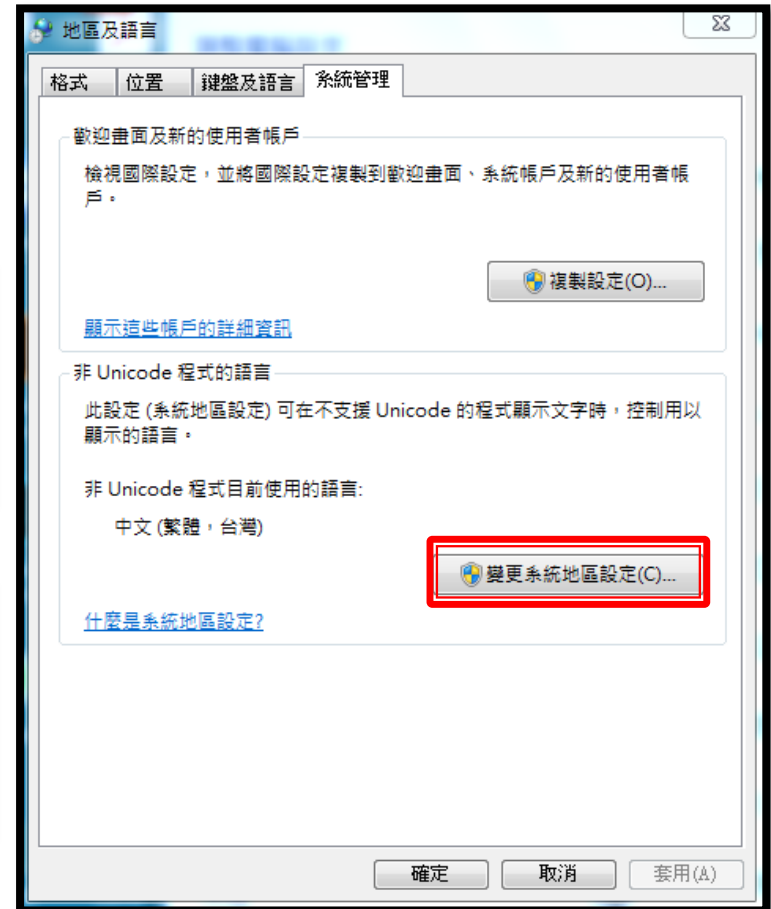 地區及語言
格式 位置 鍵盤及語言 系統管理
歡迎畫面及新的使用者帳戶
檢視國際設定，並將國際設定複製到歡迎畫面、系統帳戶及新的使用者帳
戶。
複製設定(O)...
顯示這些帳戶的詳細資訊
非 Unicode 程式的語言
此設定 (系統地區設定) 可在不支援 Unicode 的程式顯示文字時，控制用以
顯示的語言。
非 Unicode 程式目前使用的語言:
中文 (繁體，台灣)
變更系統地區設定(C)...
什麼是系統地區設定?
確定 取消 套用(A)